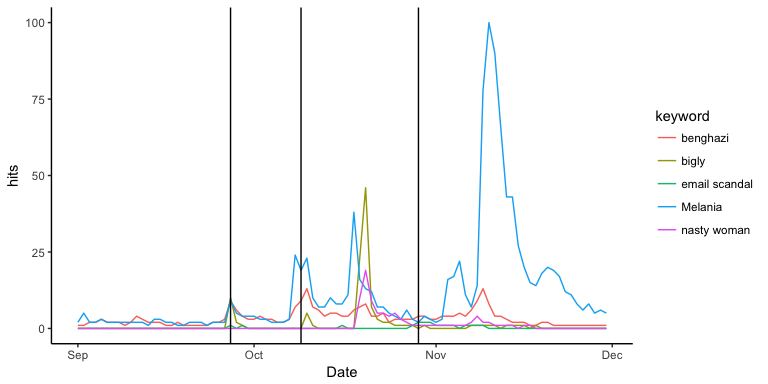 100
75
50
25
0
hits
Sep
Oct
Nov
Dec
Date
keyword
benghazi
bigly
email scandal
Melania
nasty woman